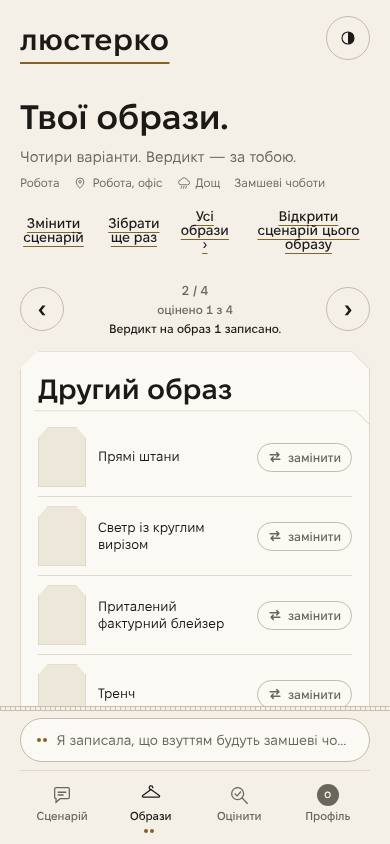 люстерко
Твої образи.
Чотири варіанти. Вердикт — за тобою.
Робота Робота, офіс Дощ Замшеві чоботи
Змінити
сценарій
Зібрати
ще раз
Усі
образи
›
Відкрити
сценарій цього
образу
‹
2 / 4
оцінено 1 з 4
Вердикт на образ 1 записано.
›
Другий образ
Прямі штани
замінити
Светр із круглим
вирізом
замінити
Приталений
фактурний блейзер
замінити
Тренч
замінити
Я записала, що взуттям будуть замшеві чо...
Сценарій Образи Оцінити Профіль